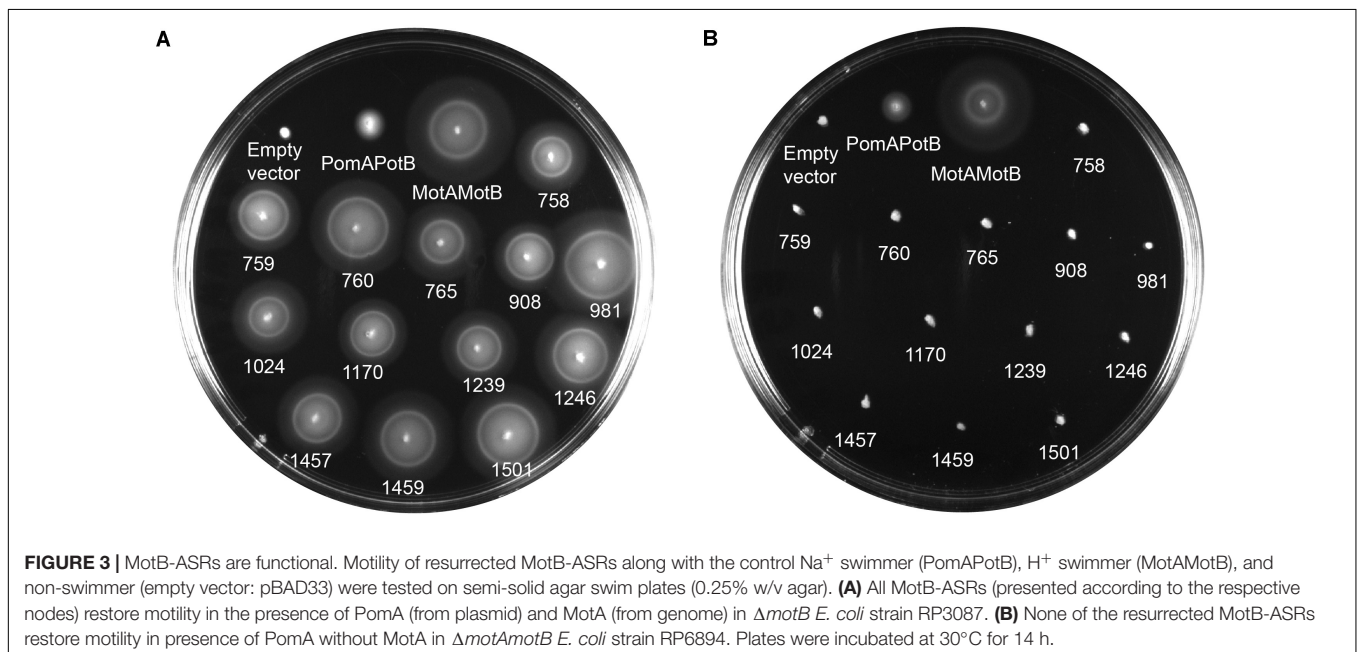 A
Empty
vector
PomAPotB
MotAMotB
758
759
760
765
908
981
1024
1170
1239
1246
1457
1459
1501
B
Empty
vector
PomAPotB
MotAMotB
758
759
760
765
908
981
1024
1170
1239
1246
1457
1459
1501
FIGURE 3 | MotB-ASRs are functional. Motility of resurrected MotB-ASRs along with the control Na⁺ swimmer (PomAPotB), H⁺ swimmer (MotAMotB), and
non-swimmer (empty vector: pBAD33) were tested on semi-solid agar swim plates (0.25% w/v agar). (A) All MotB-ASRs (presented according to the respective
nodes) restore motility in the presence of PomA (from plasmid) and MotA (from genome) in ΔmotB E. coli strain RP3087. (B) None of the resurrected MotB-ASRs
restore motility in presence of PomA without MotA in ΔmotAmotB E. coli strain RP6894. Plates were incubated at 30°C for 14 h.